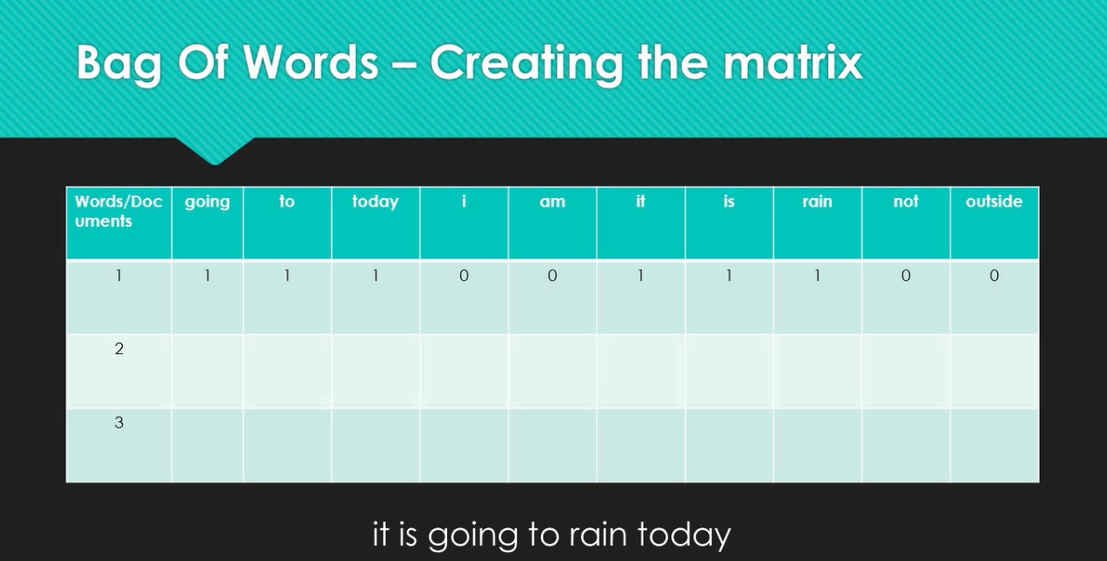 Bag Of Words – Creating the matrix
Words/Doc uments going to today i am it is rain not outside
1 1 1 1 0 0 1 1 1 0 0
2
3
it is going to rain today